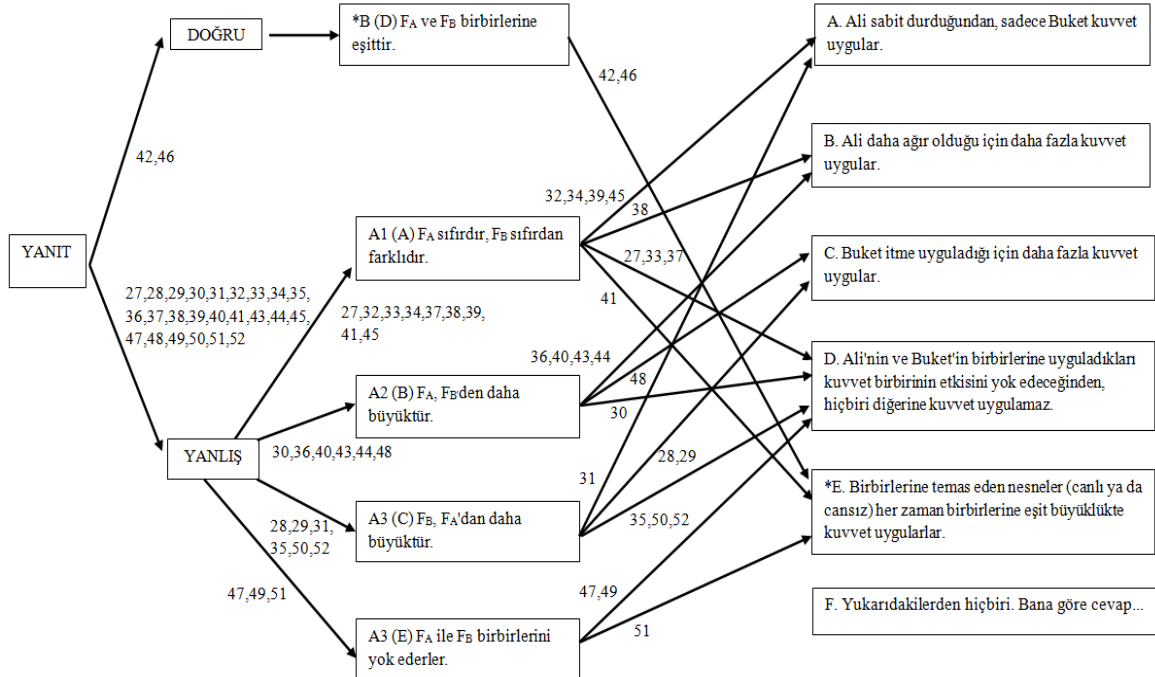 YANIT
DOĞRU
YANLIŞ
42,46
27,28,29,30,31,32,33,34,35,
36,37,38,39,40,41,43,44,45,
47,48,49,50,51,52
*B (D) FA ve FB birbirlerine
eşittir.
A1 (A) FA sıfırdır, FB sıfırdan
farklıdır.
27,32,33,34,37,38,39,
41,45
A2 (B) FA, FB'den daha
büyüktür.
30,36,40,43,44,48
A3 (C) FB, FA'dan daha
büyüktür.
28,29,31,
35,50,52
A3 (E) FA ile FB birbirlerini
yok ederler.
47,49,51
42,46
32,34,39,45
38
27,33,37
41
36,40,43,44
48
30
28,29
31
35,50,52
47,49
51
A. Ali sabit durduğundan, sadece Buket kuvvet
uygular.
B. Ali daha ağır olduğu için daha fazla kuvvet
uygular.
C. Buket itme uyguladığı için daha fazla kuvvet
uygular.
D. Ali'nin ve Buket'in birbirlerine uyguladıkları
kuvvet birbirinin etkisini yok edeceğinden,
hiçbiri diğerine kuvvet uygulamaz.
*E. Birbirlerine temas eden nesneler (canlı ya da
cansız) her zaman birbirlerine eşit büyüklükte
kuvvet uygularlar.
F. Yukarıdakilerden hiçbiri. Bana göre cevap...